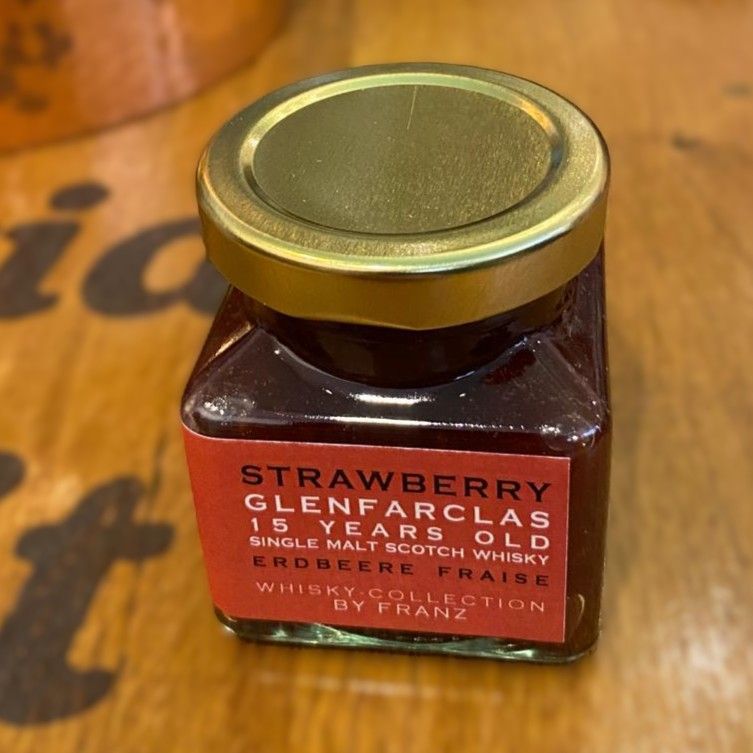 STRAWBERRY
GLENFARCLAS
15 YEARS OLD
SINGLE MALT SCOTCH WHISKY
ERDBEERE FRAISE
WHISKY-COLLECTION
BY FRANZ